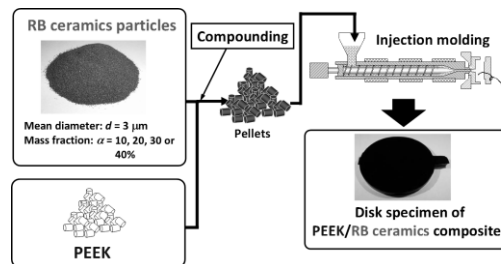 RB ceramics particles
Mean diameter: d = 3 μm
Mass fraction: α = 10, 20, 30 or
40%
PEEK
Compounding
Pellets
Injection molding
Disk specimen of
PEEK/RB ceramics composite